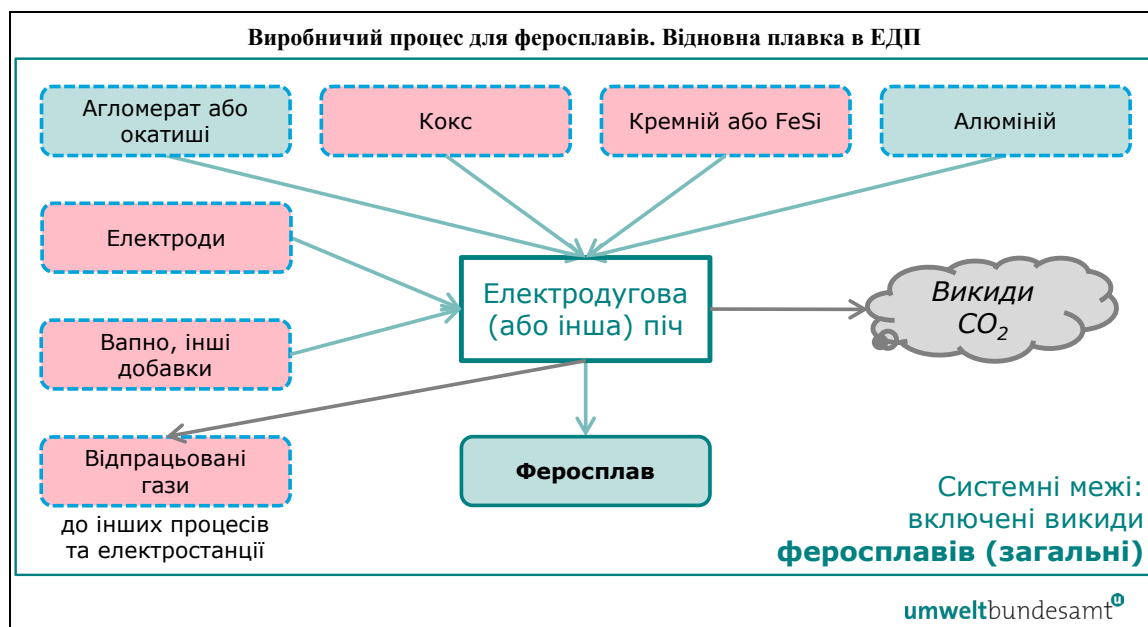 Виробничий процес для феросплавів. Відновна плавка в ЕДП
Агломерат або
окатиші
Кокс
Кремній або FeSi
Алюміній
Електроди
Електродугова
(або інша) піч
Викиди
CO₂
Вапно, інші
добавки
Відпрацьовані
гази
до інших процесів
та електростанції
Феросплав
Системні межі:
включені викиди
феросплавів (загальні)
umweltbundesamt
u